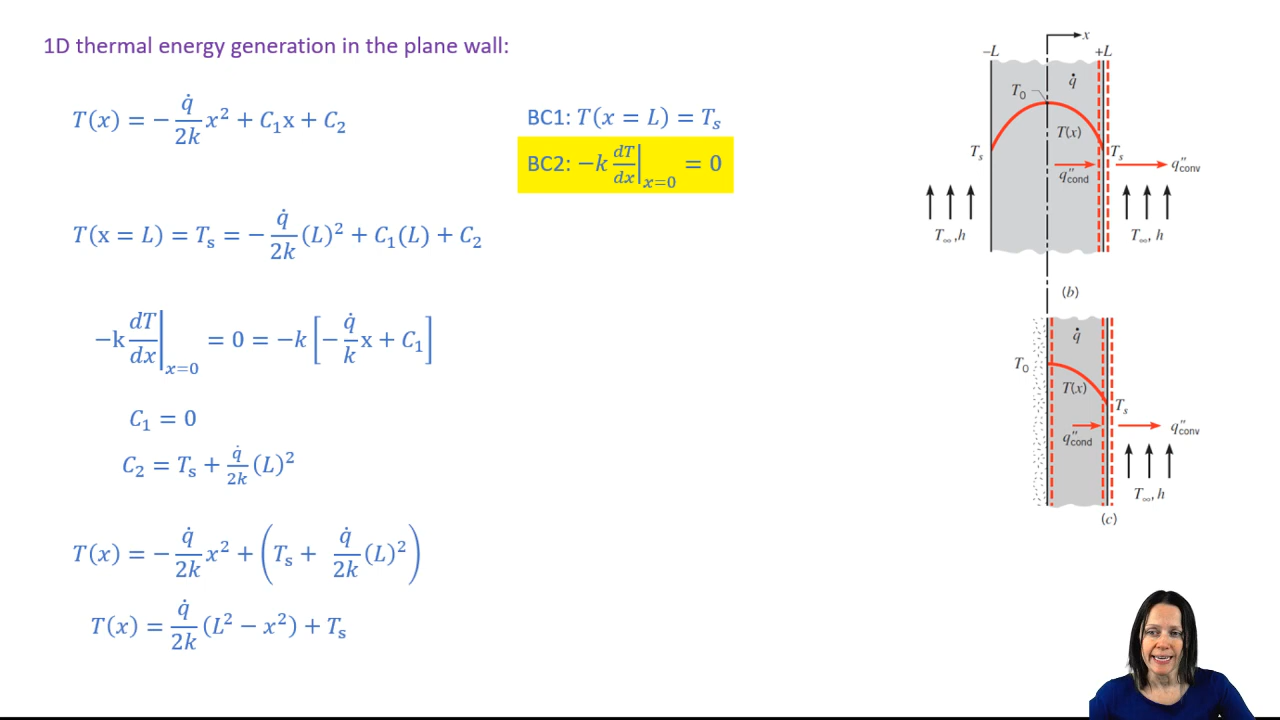 1D thermal energy generation in the plane wall:
T(x) = − q̇/2k x² + C₁x + C₂
BC1: T(x = L) = Tₛ
BC2: −k dT/dx|ₓ₌₀ = 0
T(x = L) = Tₛ = − q̇/2k (L)² + C₁(L) + C₂
−k dT/dx|ₓ₌₀ = 0 = −k [− q̇/k x + C₁]
C₁ = 0
C₂ = Tₛ + q̇/2k (L)²
T(x) = − q̇/2k x² + (Tₛ + q̇/2k (L)²)
T(x) = q̇/2k (L² − x²) + Tₛ
x
−L
+L
q̇
T₀
T(x)
Tₛ
Tₛ
q″cond
q″conv
T∞,h
T∞, h
(b)
q̇
T₀
T(x)
Tₛ
q″cond
q″conv
T∞, h
(c)